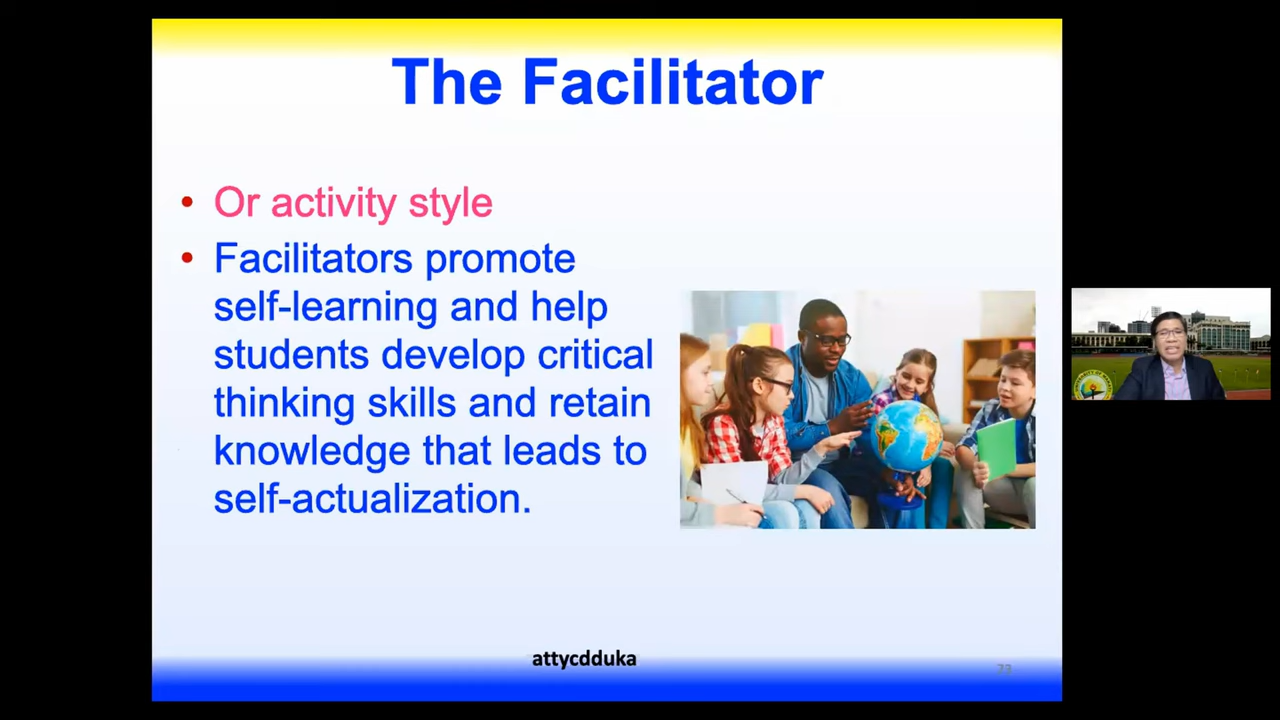 The Facilitator
• Or activity style
• Facilitators promote
self-learning and help
students develop critical
thinking skills and retain
knowledge that leads to
self-actualization.
attycdduka